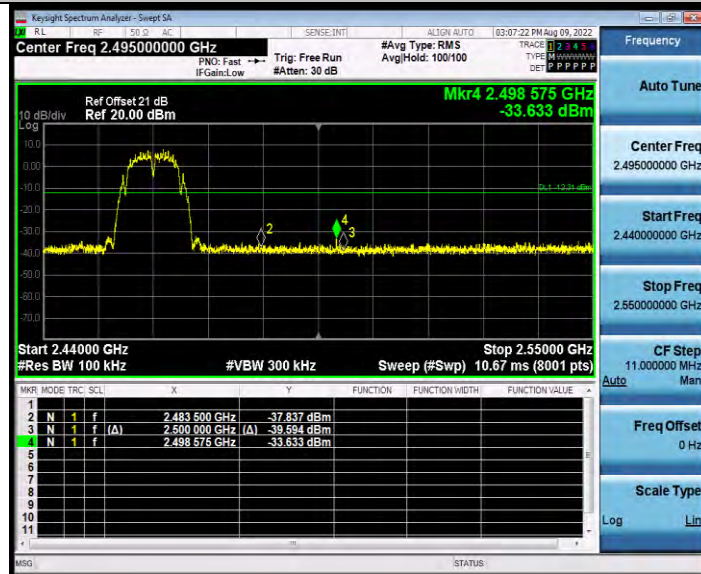 Keysight Spectrum Analyzer - Swept SA
RL RF 50 Ω AC SENSE:INT ALIGN AUTO 03:07:22 PM Aug 09, 2022
Center Freq 2.495000000 GHz
PNO: Fast
IFGain:Low
Trig: Free Run
#Atten: 30 dB
#Avg Type: RMS
Avg|Hold: 100/100
TRACE 1 2 3 4 5 6
TYPE M WWWWW
DET P P P P P P
Ref Offset 21 dB
10 dB/div Ref 20.00 dBm
Log
Mkr4 2.498 575 GHz
-33.633 dBm
10.0
0.00
-10.0
-20.0
-30.0
-40.0
-50.0
-60.0
-70.0
DL1 -12.31 dBm
2
4
3
Start 2.44000 GHz Stop 2.55000 GHz
#Res BW 100 kHz #VBW 300 kHz Sweep (#Swp) 10.67 ms (8001 pts)
MKR MODE TRC SCL X Y FUNCTION FUNCTION WIDTH FUNCTION VALUE
1
2 N 1 f 2.483 500 GHz -37.837 dBm
3 N 1 f (Δ) 2.500 000 GHz (Δ) -39.594 dBm
4 N 1 f 2.498 575 GHz -33.633 dBm
5
6
7
8
9
10
11
MSG STATUS
Frequency
Auto Tune
Center Freq
2.495000000 GHz
Start Freq
2.440000000 GHz
Stop Freq
2.550000000 GHz
CF Step
11.000000 MHz
Auto Man
Freq Offset
0 Hz
Scale Type
Log Lin